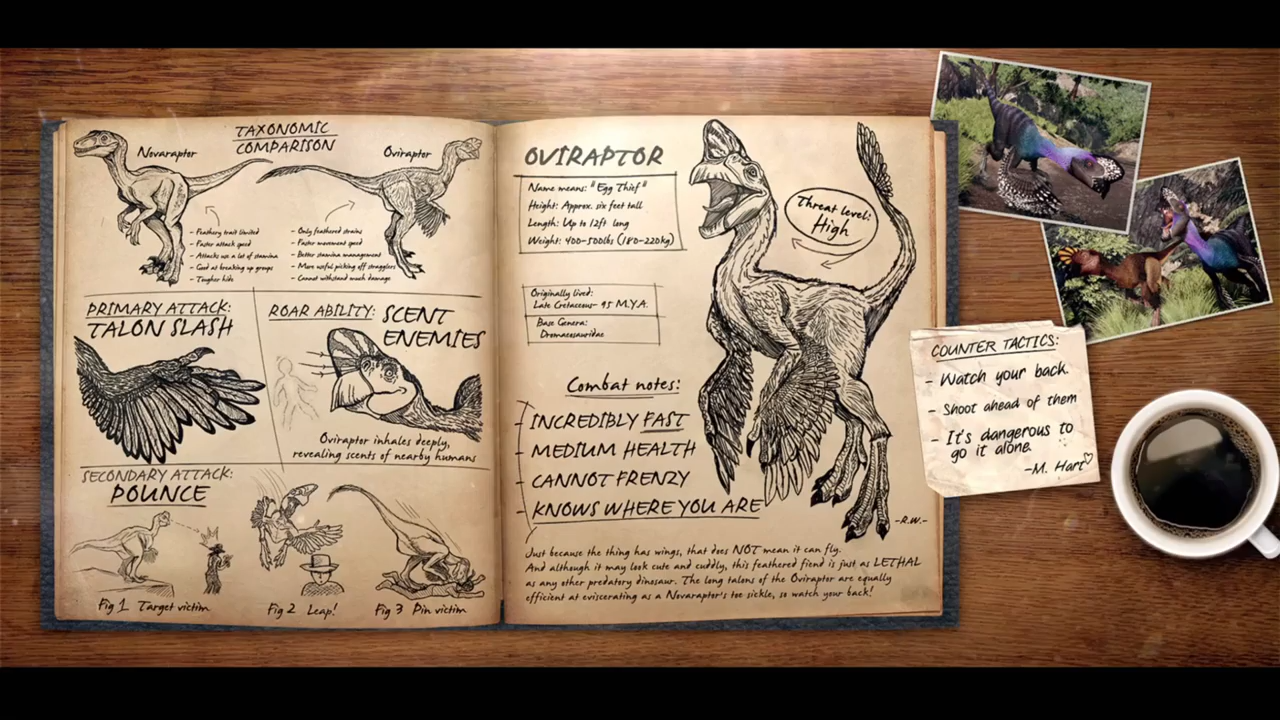 TAXONOMIC
COMPARISON
Novaraptor
Oviraptor
- Feathery trait limited
- Faster attack speed
- Attacks use a lot of stamina
- Good at breaking up groups
- Tougher hide
- Only feathered strains
- Faster movement speed
- Better stamina management
- More useful picking off stragglers
- Cannot withstand much damage
PRIMARY ATTACK:
TALON SLASH
ROAR ABILITY: SCENT
ENEMIES
Oviraptor inhales deeply,
revealing scents of nearby humans
SECONDARY ATTACK:
POUNCE
Fig 1 Target victim
Fig 2 Leap!
Fig 3 Pin victim
OVIRAPTOR
Name means: "Egg Thief"
Height: Approx. six feet tall
Length: Up to 12ft long
Weight: 400-500lbs (180-220kg)
Threat level:
High
Originally lived:
Late Cretaceous- 95 M.Y.A.
Base Genera:
Dromaeosauridae
Combat notes:
- INCREDIBLY FAST
- MEDIUM HEALTH
- CANNOT FRENZY
- KNOWS WHERE YOU ARE
-R.W.-
Just because the thing has wings, that does NOT mean it can fly.
And although it may look cute and cuddly, this feathered fiend is just as LETHAL
as any other predatory dinosaur. The long talons of the Oviraptor are equally
efficient at eviscerating as a Novaraptor's toe sickle, so watch your back!
COUNTER TACTICS:
- Watch your back.
- Shoot ahead of them
- It's dangerous to
go it alone.
-M. Hart♡